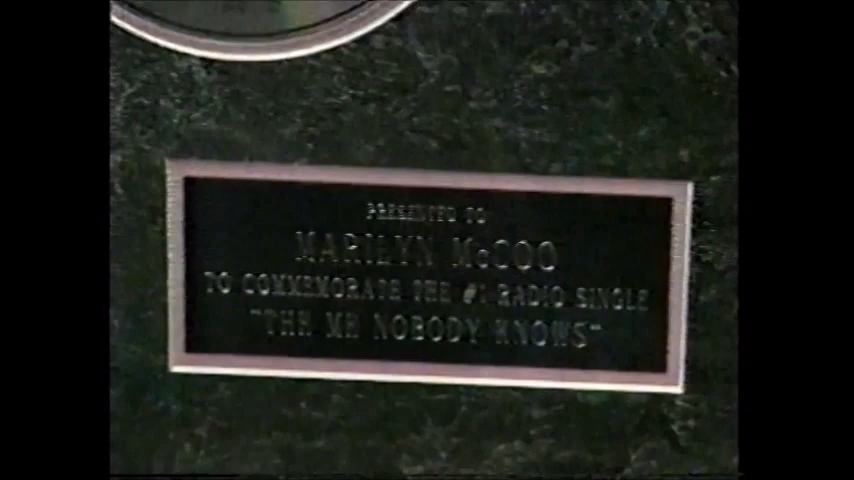 PRESENTED TO
MARILYN McCOO
TO COMMEMORATE THE #1 RADIO SINGLE
"THE ME NOBODY KNOWS"